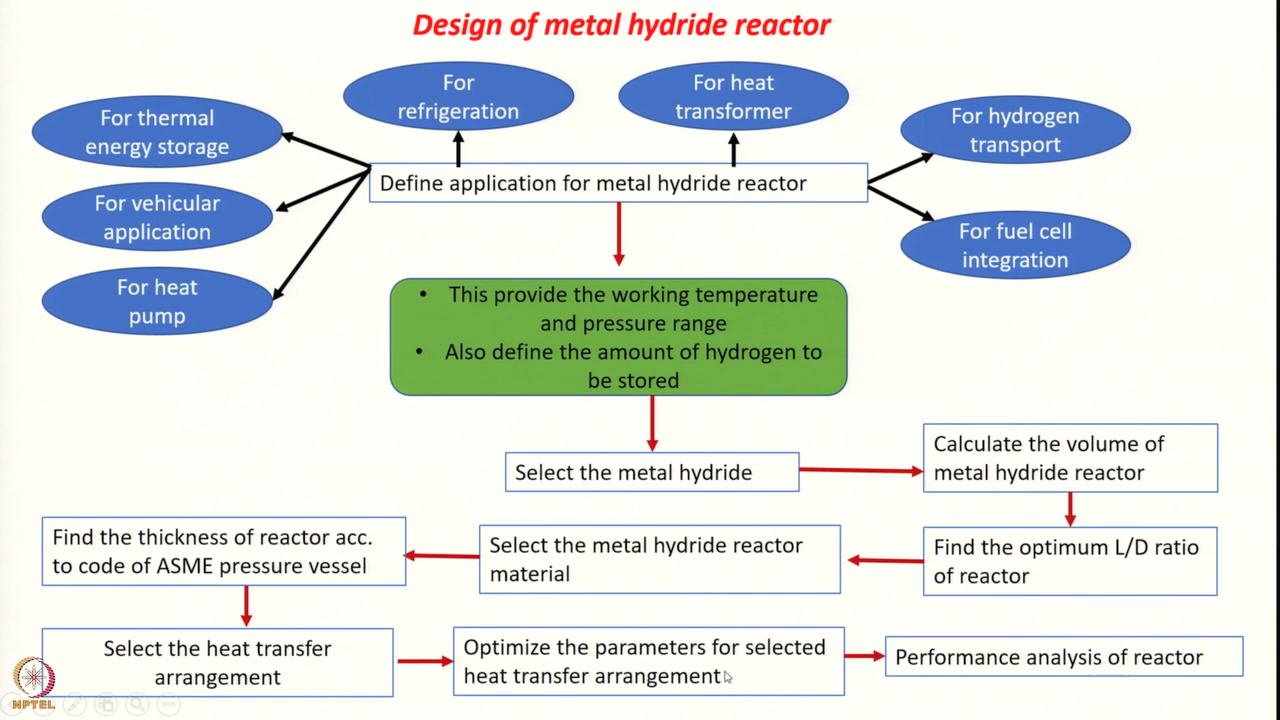 Design of metal hydride reactor
For
refrigeration
For heat
transformer
For thermal
energy storage
For hydrogen
transport
Define application for metal hydride reactor
For vehicular
application
For fuel cell
integration
For heat
pump
• This provide the working temperature
and pressure range
• Also define the amount of hydrogen to
be stored
Select the metal hydride
Calculate the volume of
metal hydride reactor
Find the optimum L/D ratio
of reactor
Select the metal hydride reactor
material
Find the thickness of reactor acc.
to code of ASME pressure vessel
Select the heat transfer
arrangement
Optimize the parameters for selected
heat transfer arrangement
Performance analysis of reactor
NPTEL